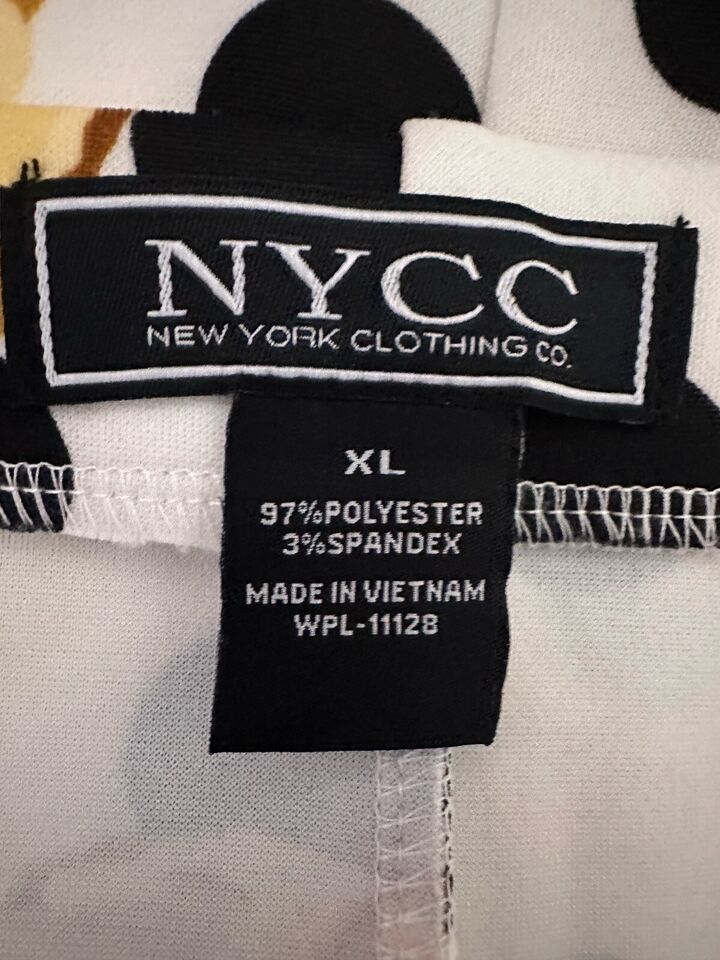 NYCC
NEW YORK CLOTHING CO.
XL
97%POLYESTER
3%SPANDEX
MADE IN VIETNAM
WPL-11128